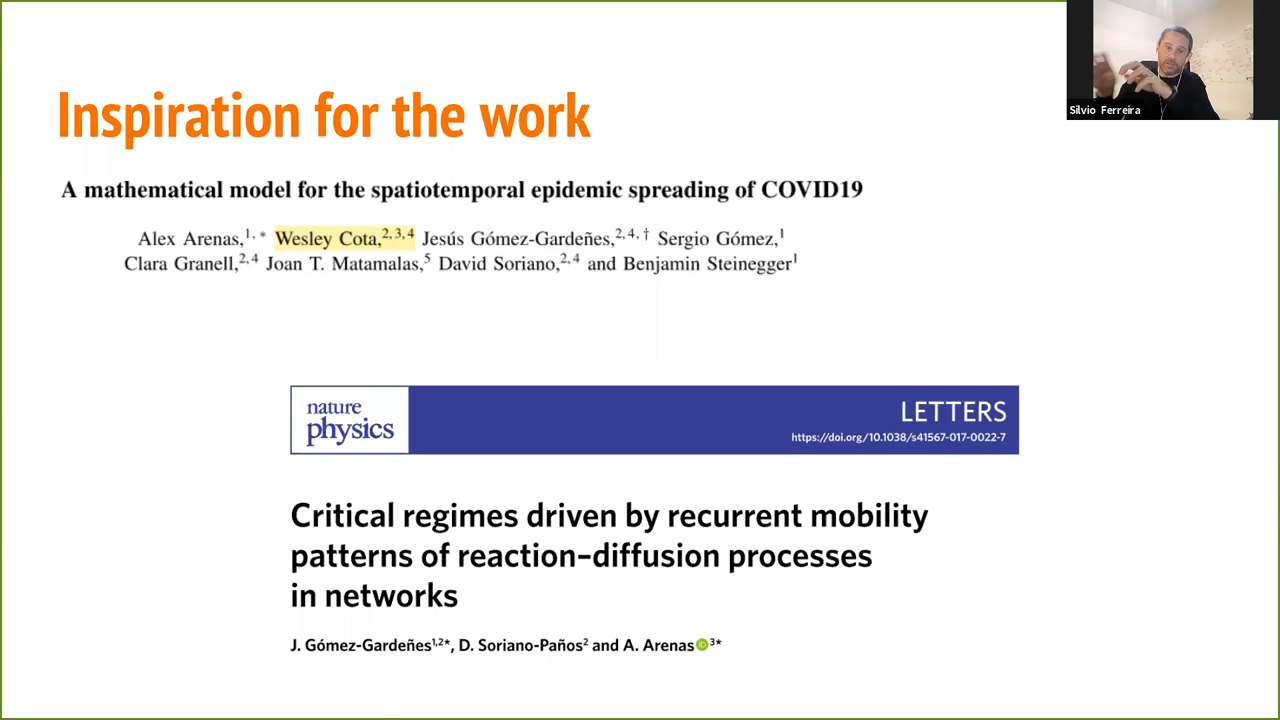 Inspiration for the work
Silvio Ferreira
A mathematical model for the spatiotemporal epidemic spreading of COVID19
Alex Arenas,1, * Wesley Cota,2, 3, 4 Jesús Gómez-Gardeñes,2, 4, † Sergio Gómez,1
Clara Granell,2, 4 Joan T. Matamalas,5 David Soriano,2, 4 and Benjamin Steinegger1
nature
physics
LETTERS
https://doi.org/10.1038/s41567-017-0022-7
Critical regimes driven by recurrent mobility
patterns of reaction–diffusion processes
in networks
J. Gómez-Gardeñes1,2*, D. Soriano-Paños2 and A. Arenas iD 3*